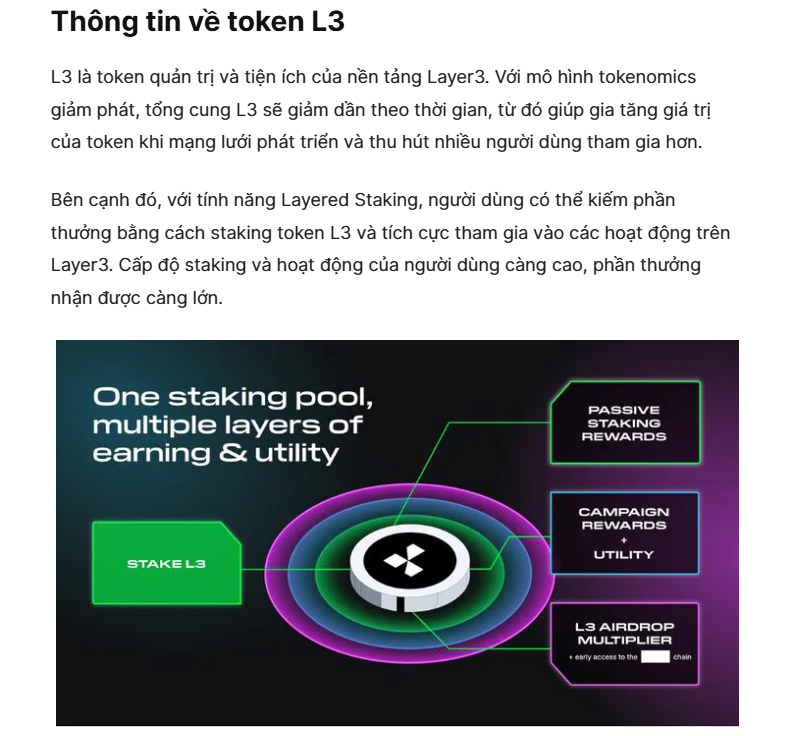 Thông tin về token L3
L3 là token quản trị và tiện ích của nền tảng Layer3. Với mô hình tokenomics
giảm phát, tổng cung L3 sẽ giảm dần theo thời gian, từ đó giúp gia tăng giá trị
của token khi mạng lưới phát triển và thu hút nhiều người dùng tham gia hơn.
Bên cạnh đó, với tính năng Layered Staking, người dùng có thể kiếm phần
thưởng bằng cách staking token L3 và tích cực tham gia vào các hoạt động trên
Layer3. Cấp độ staking và hoạt động của người dùng càng cao, phần thưởng
nhận được càng lớn.
One staking pool,
multiple layers of
earning & utility
STAKE L3
PASSIVE
STAKING
REWARDS
CAMPAIGN
REWARDS
+
UTILITY
L3 AIRDROP
MULTIPLIER
+ early access to the chain